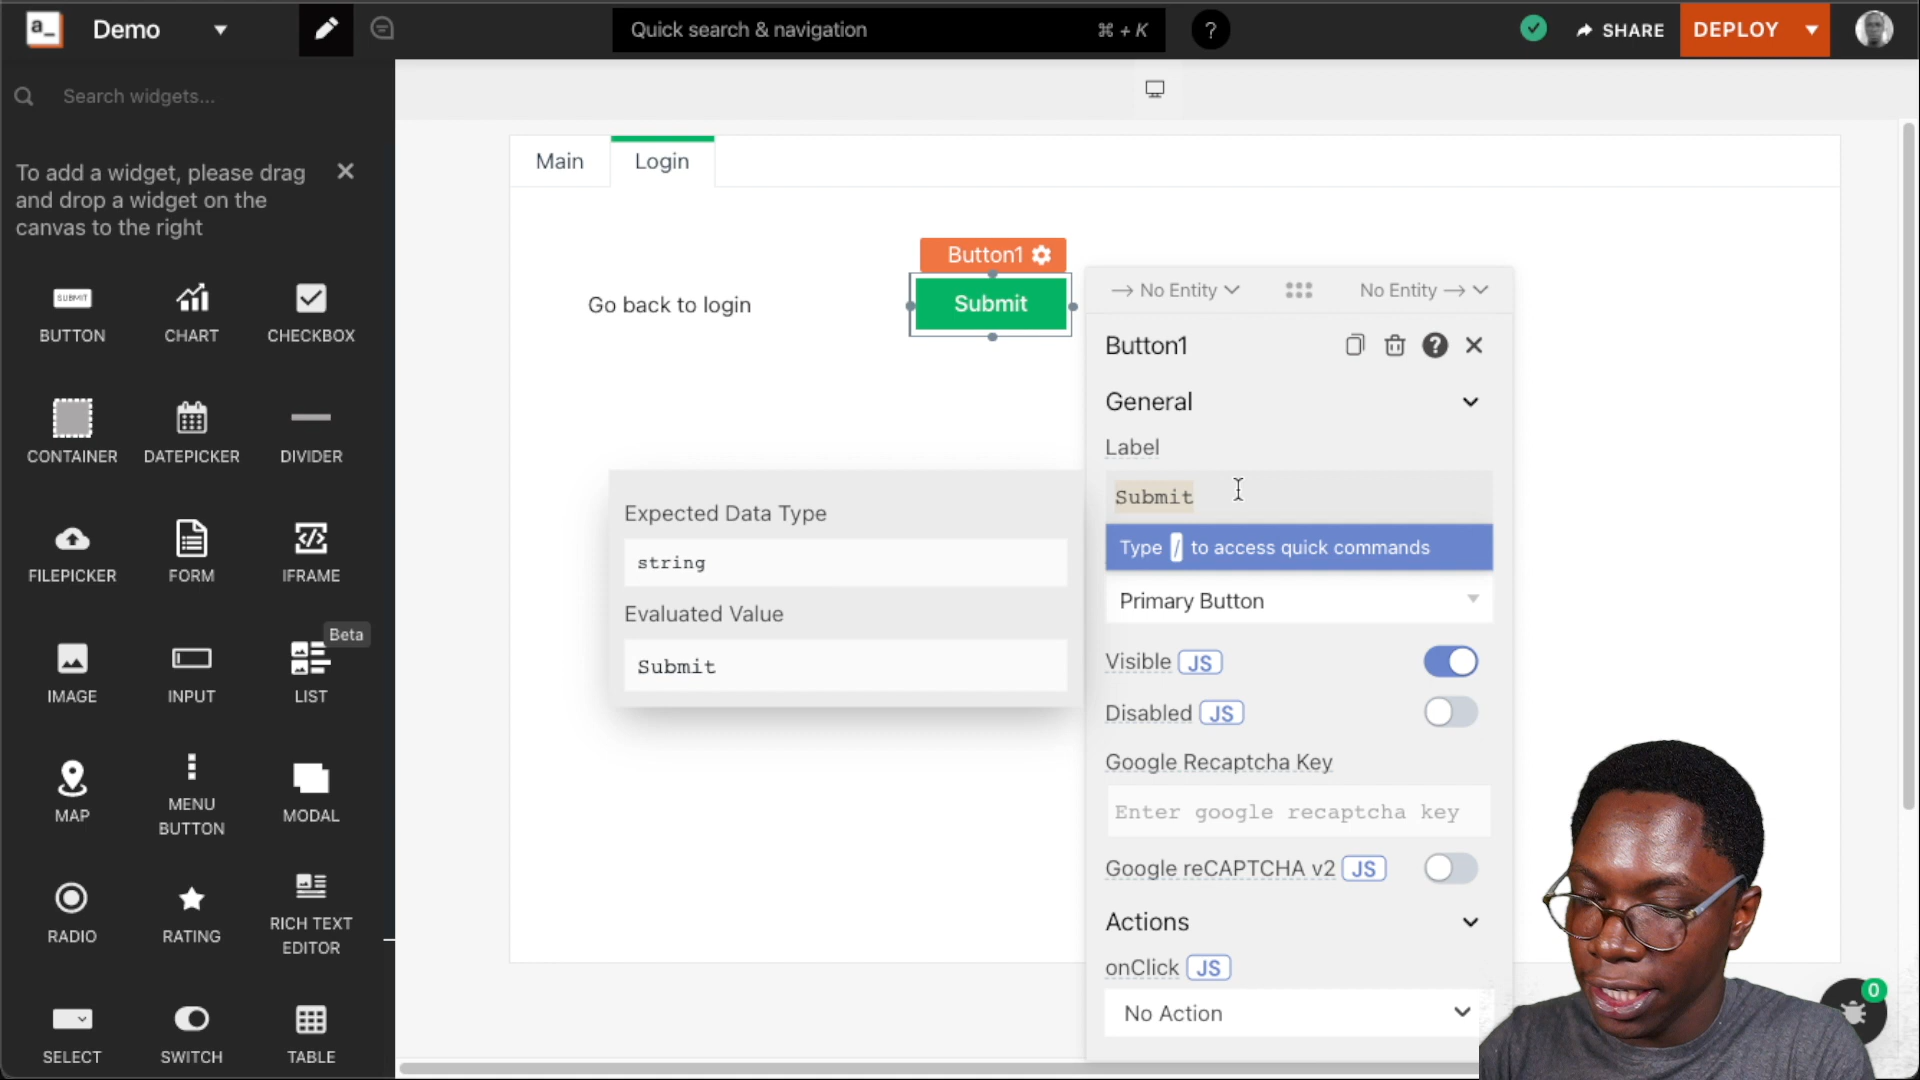 a_
Demo
Quick search & navigation
⌘ + K
?
SHARE
DEPLOY
Search widgets...
To add a widget, please drag
and drop a widget on the
canvas to the right
SUBMIT
BUTTON
CHART
CHECKBOX
CONTAINER
DATEPICKER
DIVIDER
FILEPICKER
FORM
IFRAME
Beta
IMAGE
INPUT
LIST
MAP
MENU
BUTTON
MODAL
RADIO
RATING
RICH TEXT
EDITOR
SELECT
SWITCH
TABLE
Main
Login
Go back to login
Button1
Submit
Expected Data Type
string
Evaluated Value
Submit
→ No Entity
No Entity →
Button1
?
General
Label
Submit
Type / to access quick commands
Primary Button
Visible JS
Disabled JS
Google Recaptcha Key
Enter google recaptcha key
Google reCAPTCHA v2 JS
Actions
onClick JS
No Action
0